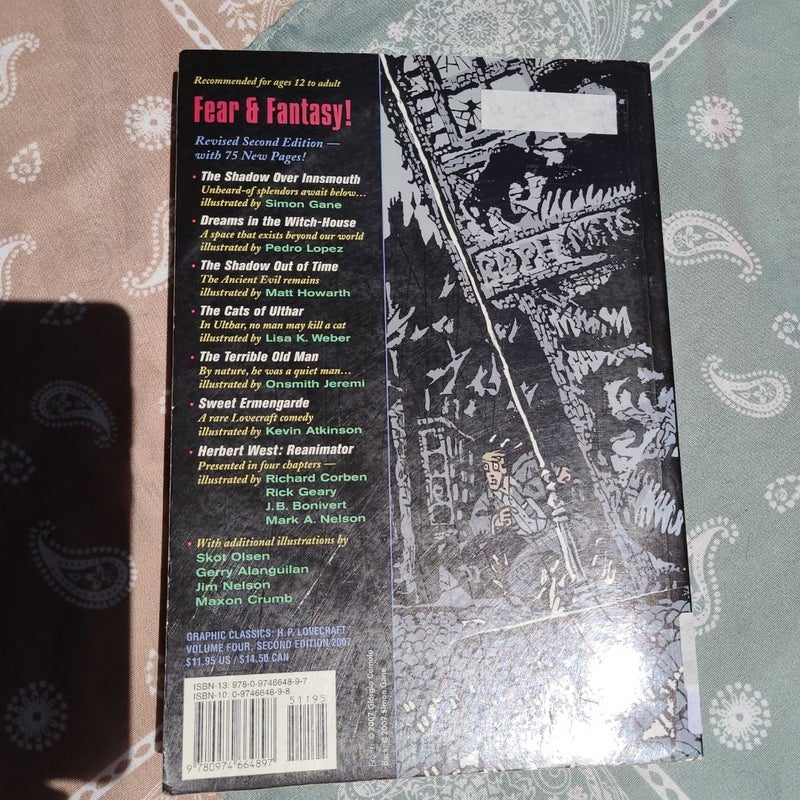 Recommended for ages 12 to adult
Fear & Fantasy!
Revised Second Edition —
with 75 New Pages!
• The Shadow Over Innsmouth
Unheard-of splendors await below...
illustrated by Simon Gane
• Dreams in the Witch-House
A space that exists beyond our world
illustrated by Pedro Lopez
• The Shadow Out of Time
The Ancient Evil remains
illustrated by Matt Howarth
• The Cats of Ulthar
In Ulthar, no man may kill a cat
illustrated by Lisa K. Weber
• The Terrible Old Man
By nature, he was a quiet man...
illustrated by Onsmith Jeremi
• Sweet Ermengarde
A rare Lovecraft comedy
illustrated by Kevin Atkinson
• Herbert West: Reanimator
Presented in four chapters —
illustrated by Richard Corben
Rick Geary
J.B. Bonivert
Mark A. Nelson
• With additional illustrations by
Skot Olsen
Gerry Alanguilan
Jim Nelson
Maxon Crumb
GRAPHIC CLASSICS: H.P. LOVECRAFT
VOLUME FOUR, SECOND EDITION 2007
$11.95 US / $14.50 CAN
ISBN-13: 978-0-9746648-9-7
ISBN-10: 0-9746648-9-8
51195
9 780974 664897
© 2007 Giorgio Comolo
© 2007 Simon Gane